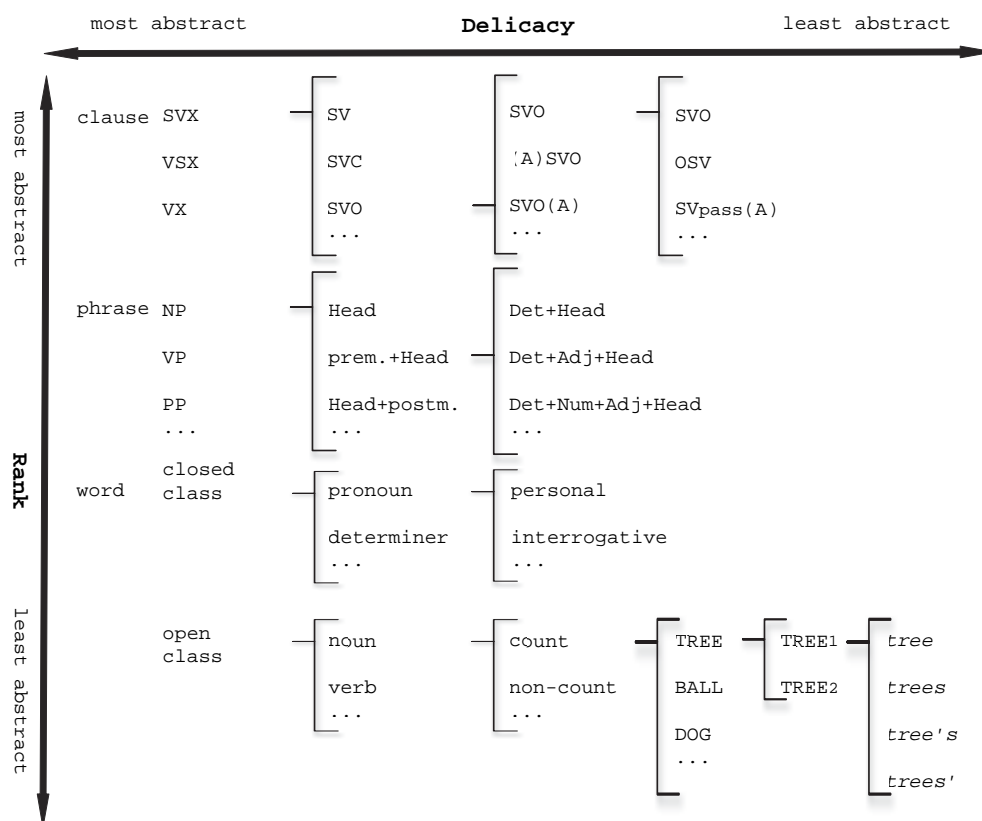 most abstract Delicacy least abstract
most abstract
Rank
least abstract
clause SVX SV SVO SVO
VSX SVC (A)SVO OSV
VX SVO SVO(A) SVpass(A)
... ... ...
phrase NP Head Det+Head
VP prem.+Head Det+Adj+Head
PP Head+postm. Det+Num+Adj+Head
... ... ...
closed
word class pronoun personal
determiner interrogative
... ...
open
class noun count TREE TREE1 tree
verb non-count BALL TREE2 trees
... ... DOG tree's
...
trees'